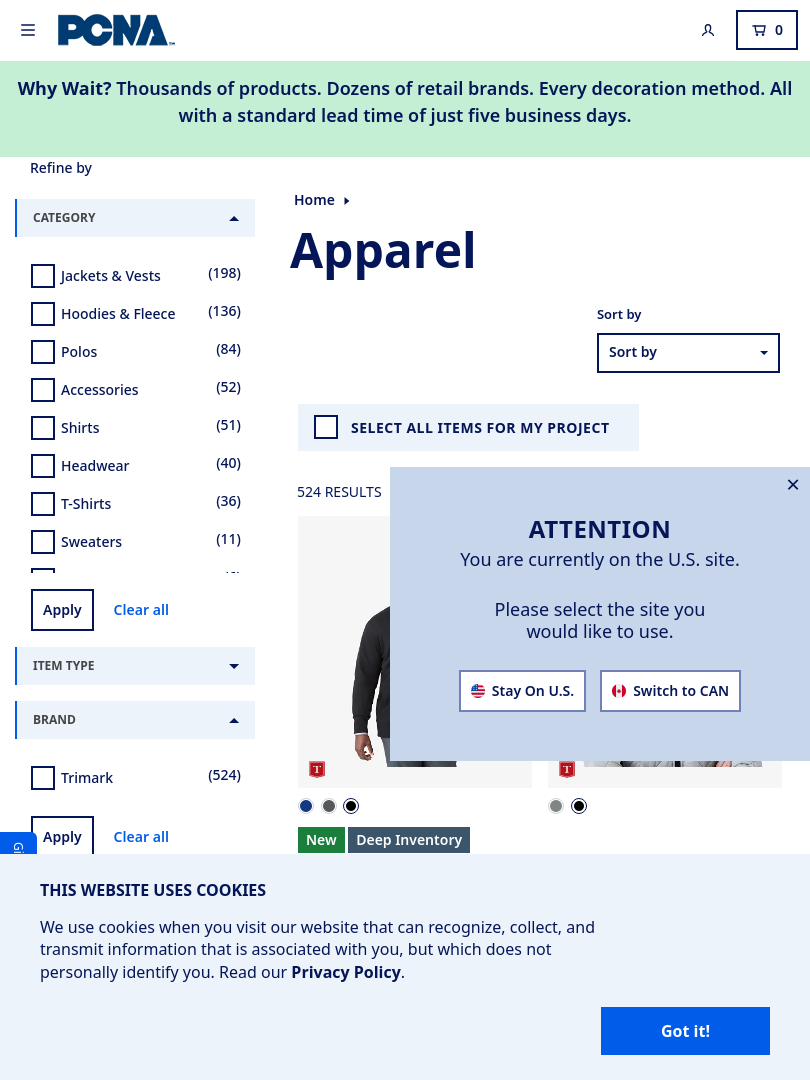 PCNA
0
Why Wait? Thousands of products. Dozens of retail brands. Every decoration method. All
with a standard lead time of just five business days.
Refine by
CATEGORY
Jackets & Vests (198)
Hoodies & Fleece (136)
Polos (84)
Accessories (52)
Shirts (51)
Headwear (40)
T-Shirts (36)
Sweaters (11)
Apply Clear all
ITEM TYPE
BRAND
Trimark (524)
Apply Clear all
Home
Apparel
Sort by
Sort by
SELECT ALL ITEMS FOR MY PROJECT
524 RESULTS
T
T
New Deep Inventory
×
ATTENTION
You are currently on the U.S. site.
Please select the site you
would like to use.
Stay On U.S. Switch to CAN
THIS WEBSITE USES COOKIES
We use cookies when you visit our website that can recognize, collect, and
transmit information that is associated with you, but which does not
personally identify you. Read our Privacy Policy.
Got it!